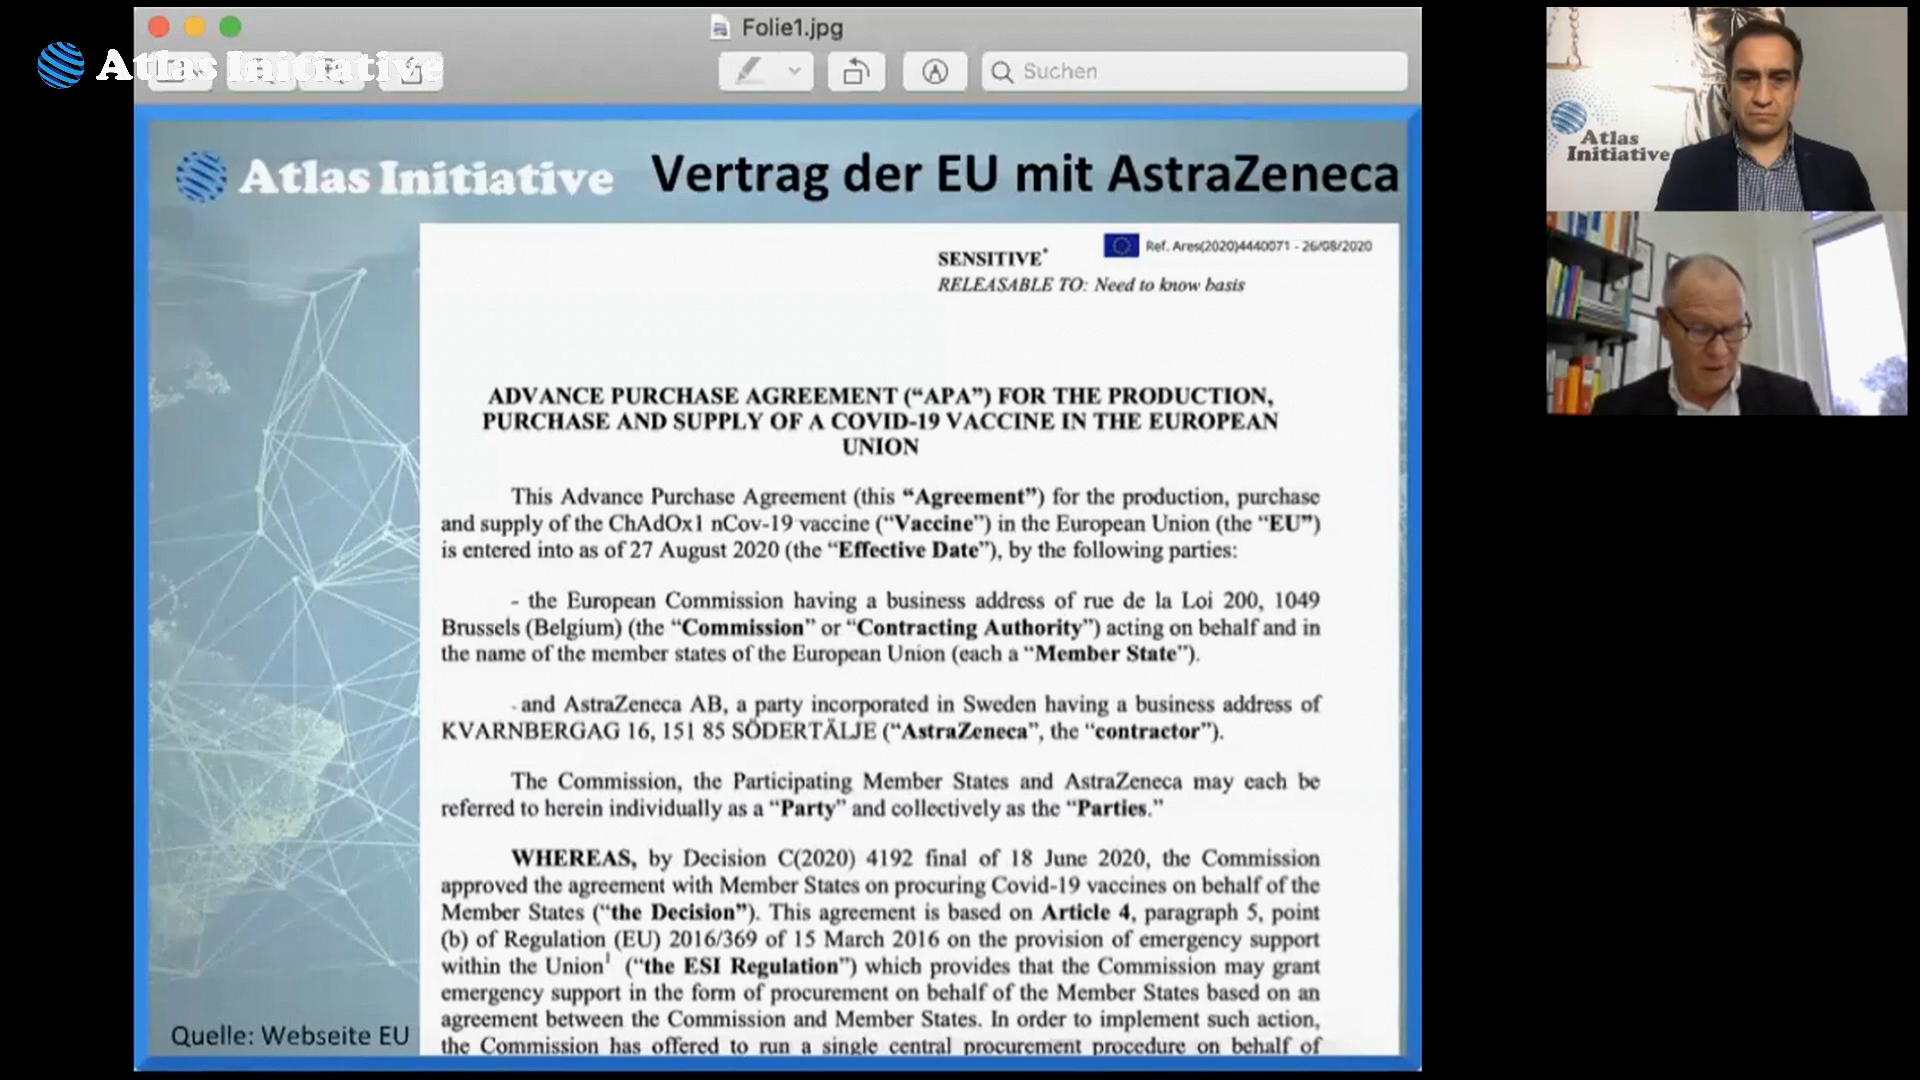 Folie1.jpg
Atlas Initiative
Suchen
Atlas Initiative
Vertrag der EU mit AstraZeneca
SENSITIVE*
Ref. Ares(2020)4440071 - 26/08/2020
RELEASABLE TO: Need to know basis
ADVANCE PURCHASE AGREEMENT (“APA”) FOR THE PRODUCTION,
PURCHASE AND SUPPLY OF A COVID-19 VACCINE IN THE EUROPEAN
UNION
This Advance Purchase Agreement (this “Agreement”) for the production, purchase
and supply of the ChAdOx1 nCov-19 vaccine (“Vaccine”) in the European Union (the “EU”)
is entered into as of 27 August 2020 (the “Effective Date”), by the following parties:
- the European Commission having a business address of rue de la Loi 200, 1049
Brussels (Belgium) (the “Commission” or “Contracting Authority”) acting on behalf and in
the name of the member states of the European Union (each a “Member State”).
- and AstraZeneca AB, a party incorporated in Sweden having a business address of
KVARNBERGAG 16, 151 85 SÖDERTÄLJE (“AstraZeneca”, the “contractor”).
The Commission, the Participating Member States and AstraZeneca may each be
referred to herein individually as a “Party” and collectively as the “Parties.”
WHEREAS, by Decision C(2020) 4192 final of 18 June 2020, the Commission
approved the agreement with Member States on procuring Covid-19 vaccines on behalf of the
Member States (“the Decision”). This agreement is based on Article 4, paragraph 5, point
(b) of Regulation (EU) 2016/369 of 15 March 2016 on the provision of emergency support
within the Union¹ (“the ESI Regulation”) which provides that the Commission may grant
emergency support in the form of procurement on behalf of the Member States based on an
agreement between the Commission and Member States. In order to implement such action,
the Commission has offered to run a single central procurement procedure on behalf of
Quelle: Webseite EU
Atlas
Initiative